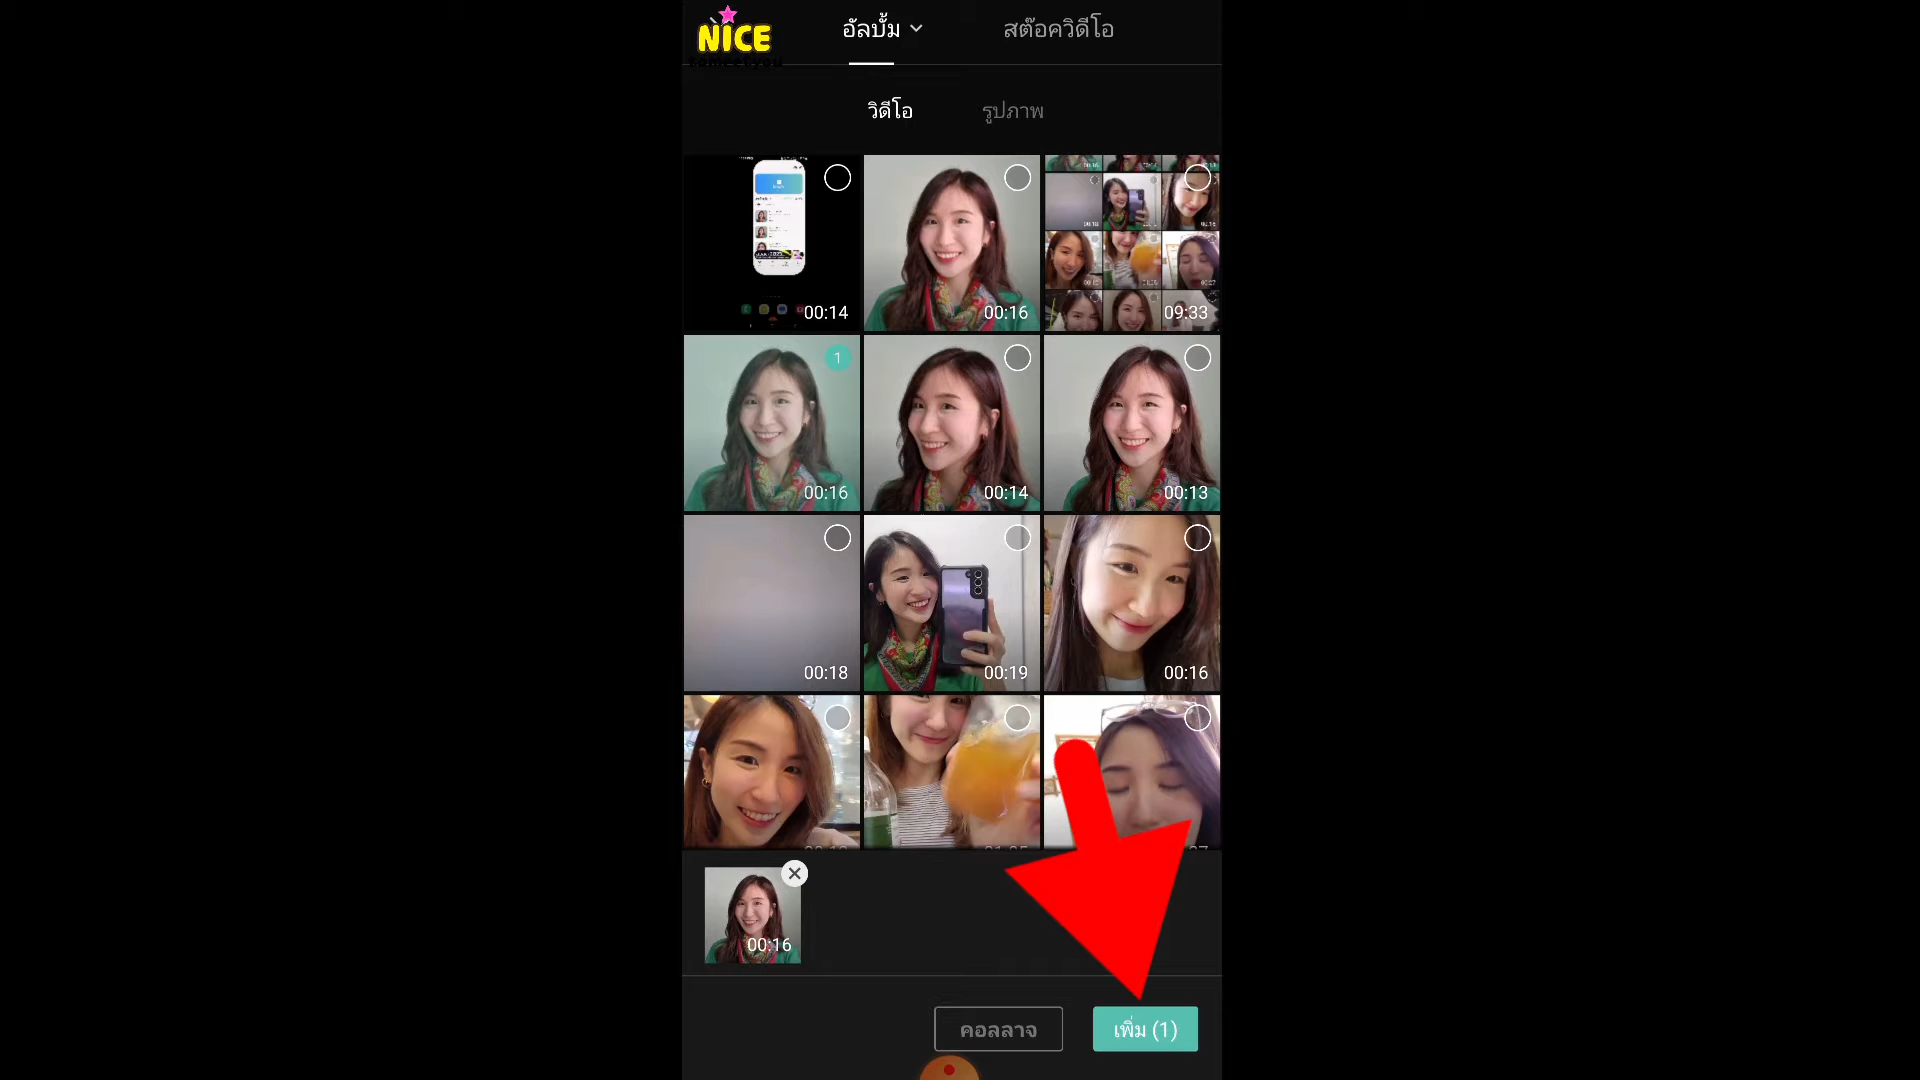 NICE
someetyou
อัลบั้ม
สต๊อควิดีโอ
วิดีโอ
รูปภาพ
00:14
00:16
09:33
1
00:16
00:14
00:13
00:18
00:19
00:16
00:16
คอลลาจ
เพิ่ม (1)